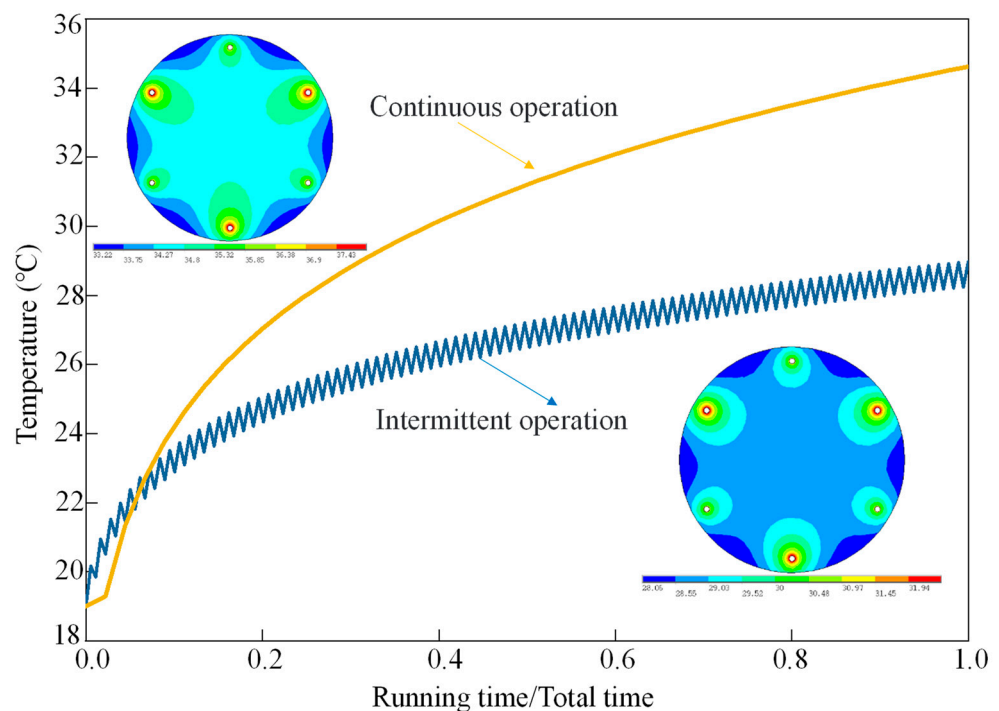 36
34
32
30
28
26
24
22
20
18
Temperature (°C)
Continuous operation
33.22 33.75 34.27 34.8 35.32 35.85 36.38 36.9 37.43
Intermittent operation
28.06 28.55 29.03 29.52 30 30.48 30.97 31.45 31.94
0.0 0.2 0.4 0.6 0.8 1.0
Running time/Total time